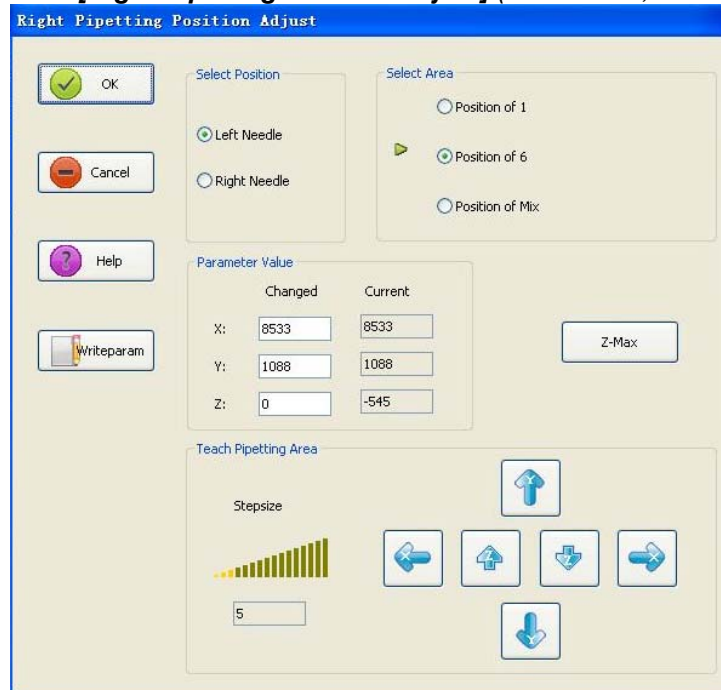 Right Pipetting Position Adjust
OK
Cancel
Help
Writeparam
Select Position
Left Needle
Right Needle
Select Area
Position of 1
Position of 6
Position of Mix
Parameter Value
Changed Current
X: 8533 8533
Y: 1088 1088
Z: 0 -545
Z-Max
Teach Pipetting Area
Stepsize
5
Y
X Z Z X
Y